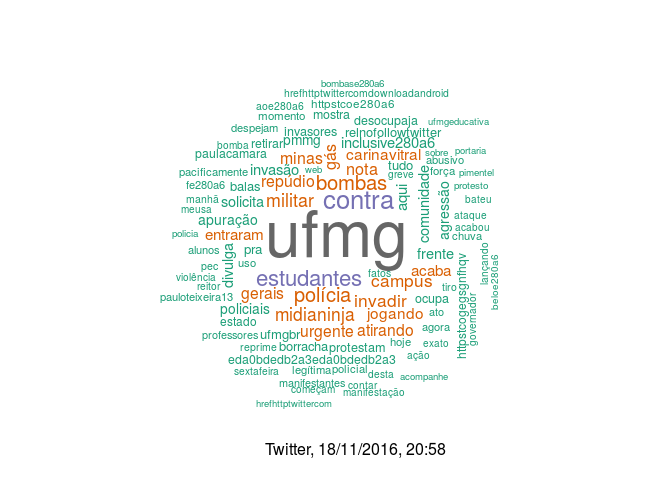 bombase280a6
hrefhttptwittercomdownloadandroid
aoe280a6 httpstcoe280a6
momento mostra desocupaja ufmgeducativa
despejam invasores reinofollowtwitter
bomba retirar pmmg inclusive280a6
paulacamara minas gás carinavitral sobre portaria
pacificamente invasão web nota tudo abusivo
greve força pimentel
fe280a6 balas repúdio bombas aqui comunidade agressão protesto
manhã solicita militar contra bateu
meusa ataque
apuração ufmg acabou
policia entraram chuva
alunos divulga pra frente lançando
pec uso estudantes fatos acaba httpstcogegsgnfhqv beloe280a6
violência campus tiro
reitor
pauloteixeira13 gerais polícia invadir ocupa governador
policiais midianinja jogando ato
estado urgente atirando agora
professores ufmgbr hoje exato
reprime borracha protestam ação
eda0bdedb2a3eda0bdedb2a3
sextafeira legítima policial desta acompanhe
manifestantes contar
começam manifestação
hrefhttptwittercom
Twitter, 18/11/2016, 20:58